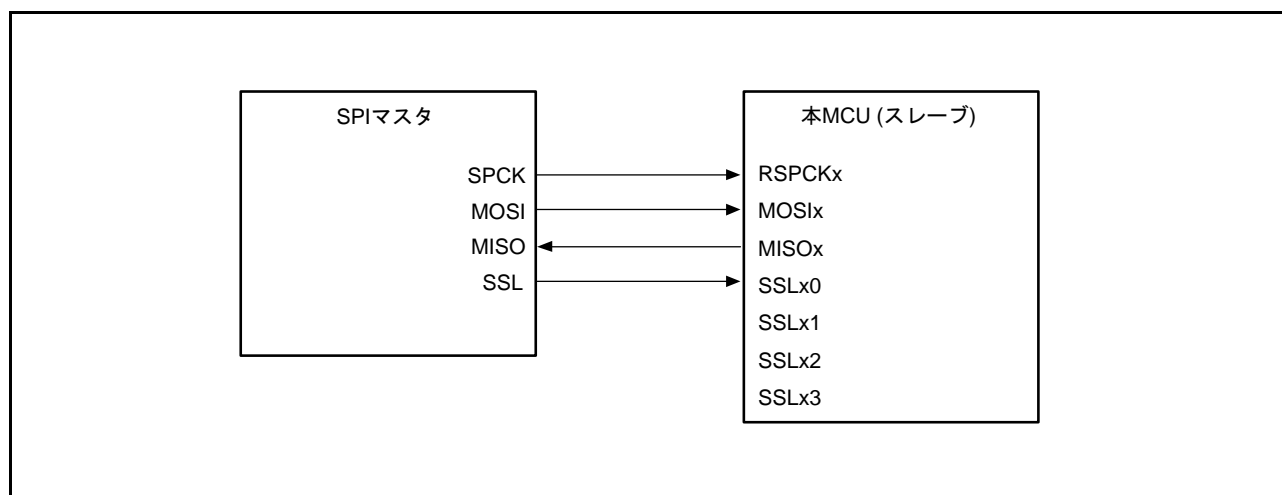 SPIマスタ
SPCK
MOSI
MISO
SSL
本MCU (スレーブ)
RSPCKx
MOSIx
MISOx
SSLx0
SSLx1
SSLx2
SSLx3